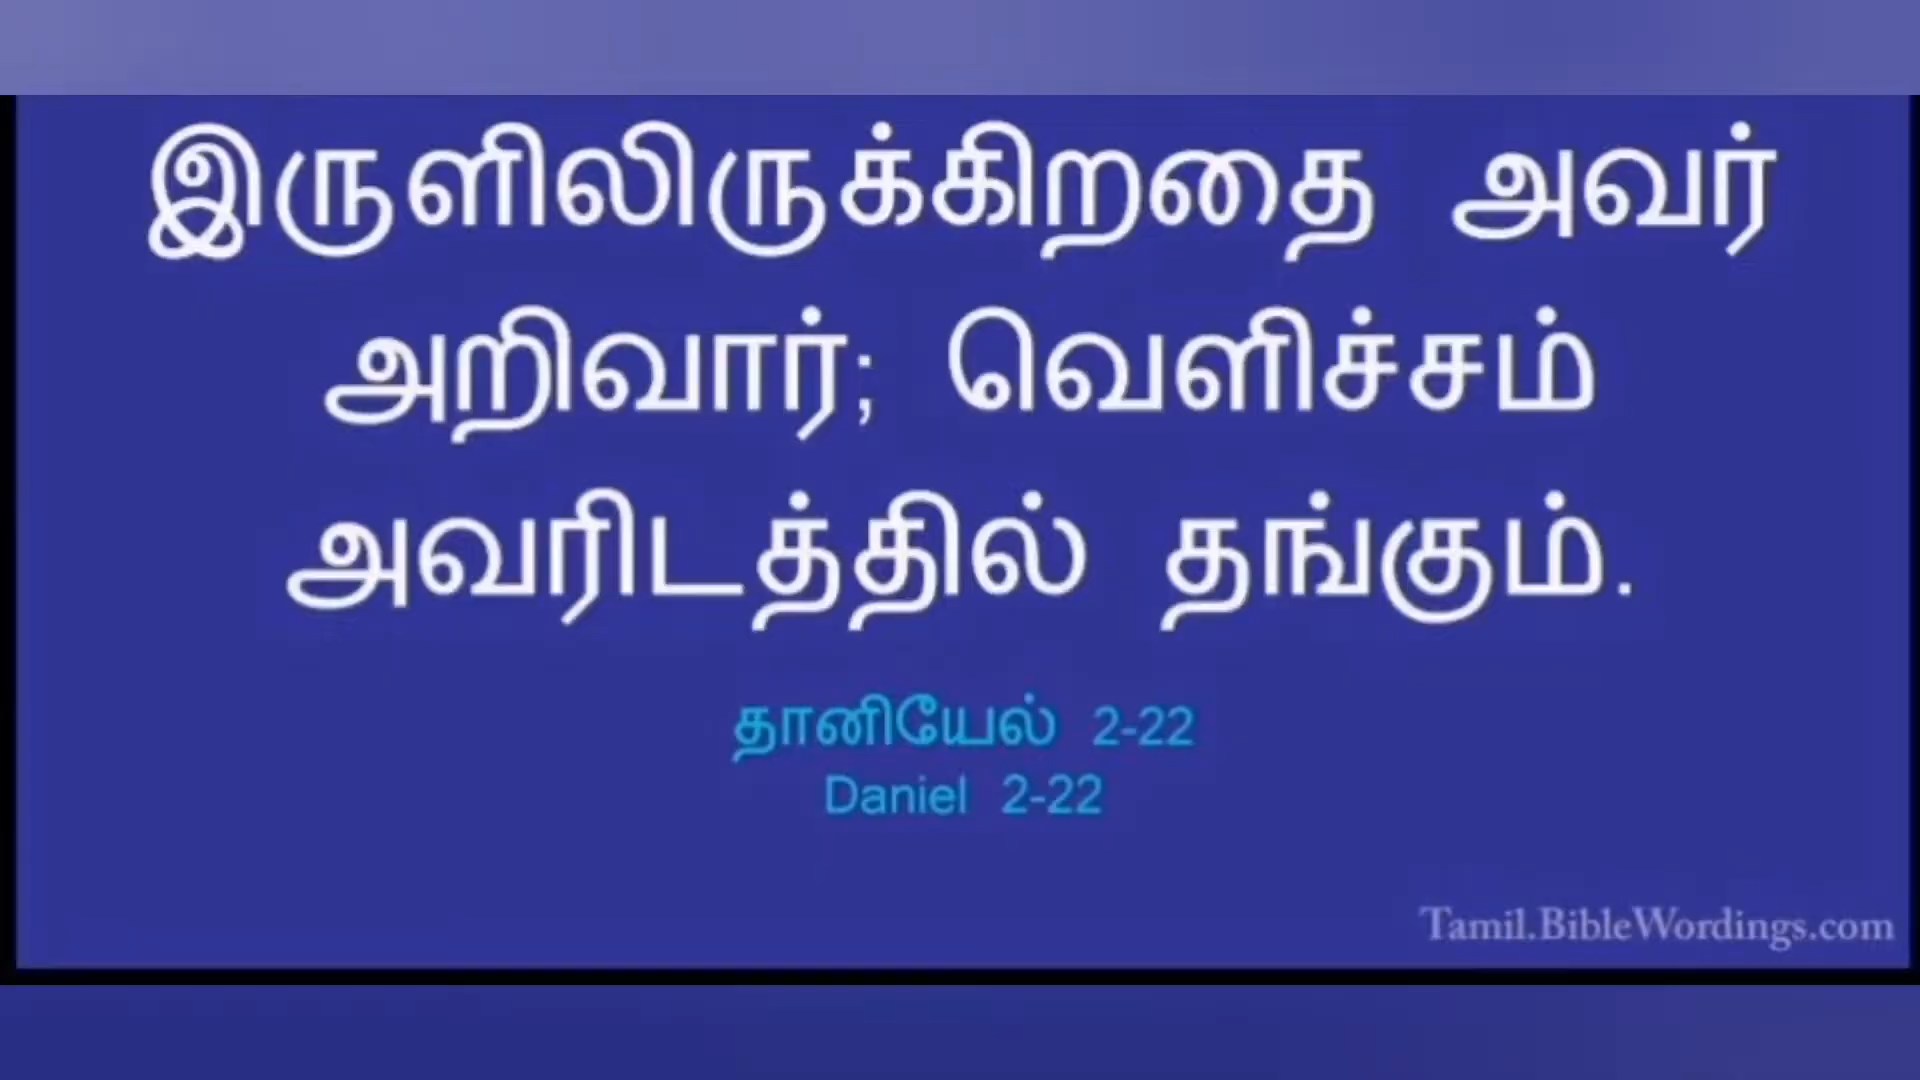 இருளிலிருக்கிறதை அவர்
அறிவார்; வெளிச்சம்
அவரிடத்தில் தங்கும்.
தானியேல் 2-22
Daniel 2-22
Tamil.BibleWordings.com